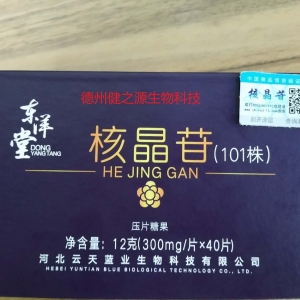 德州健之源生物科技
东洋堂
DONG
YANGTANG
核晶苷
核晶苷(101株)
HE JING GAN
压片糖果
净含量：12克(300mg/片×40片)
河北云天蓝业生物科技有限公司
HEBEI YUNTIAN BLUE BIOLOGICAL TECHNOLOGY CO., LTD.